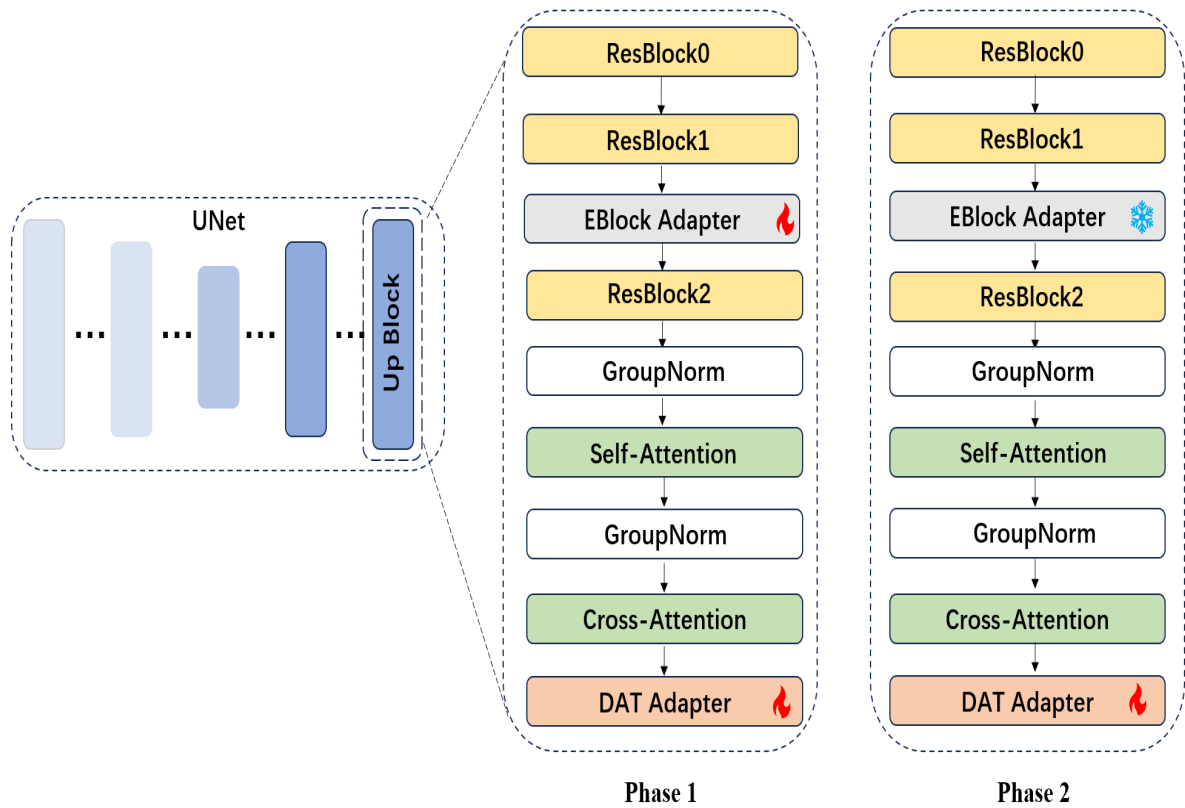 UNet
...
...
...
...
Up Block
ResBlock0
ResBlock1
EBlock Adapter
ResBlock2
GroupNorm
Self-Attention
GroupNorm
Cross-Attention
DAT Adapter
Phase 1
ResBlock0
ResBlock1
EBlock Adapter
ResBlock2
GroupNorm
Self-Attention
GroupNorm
Cross-Attention
DAT Adapter
Phase 2